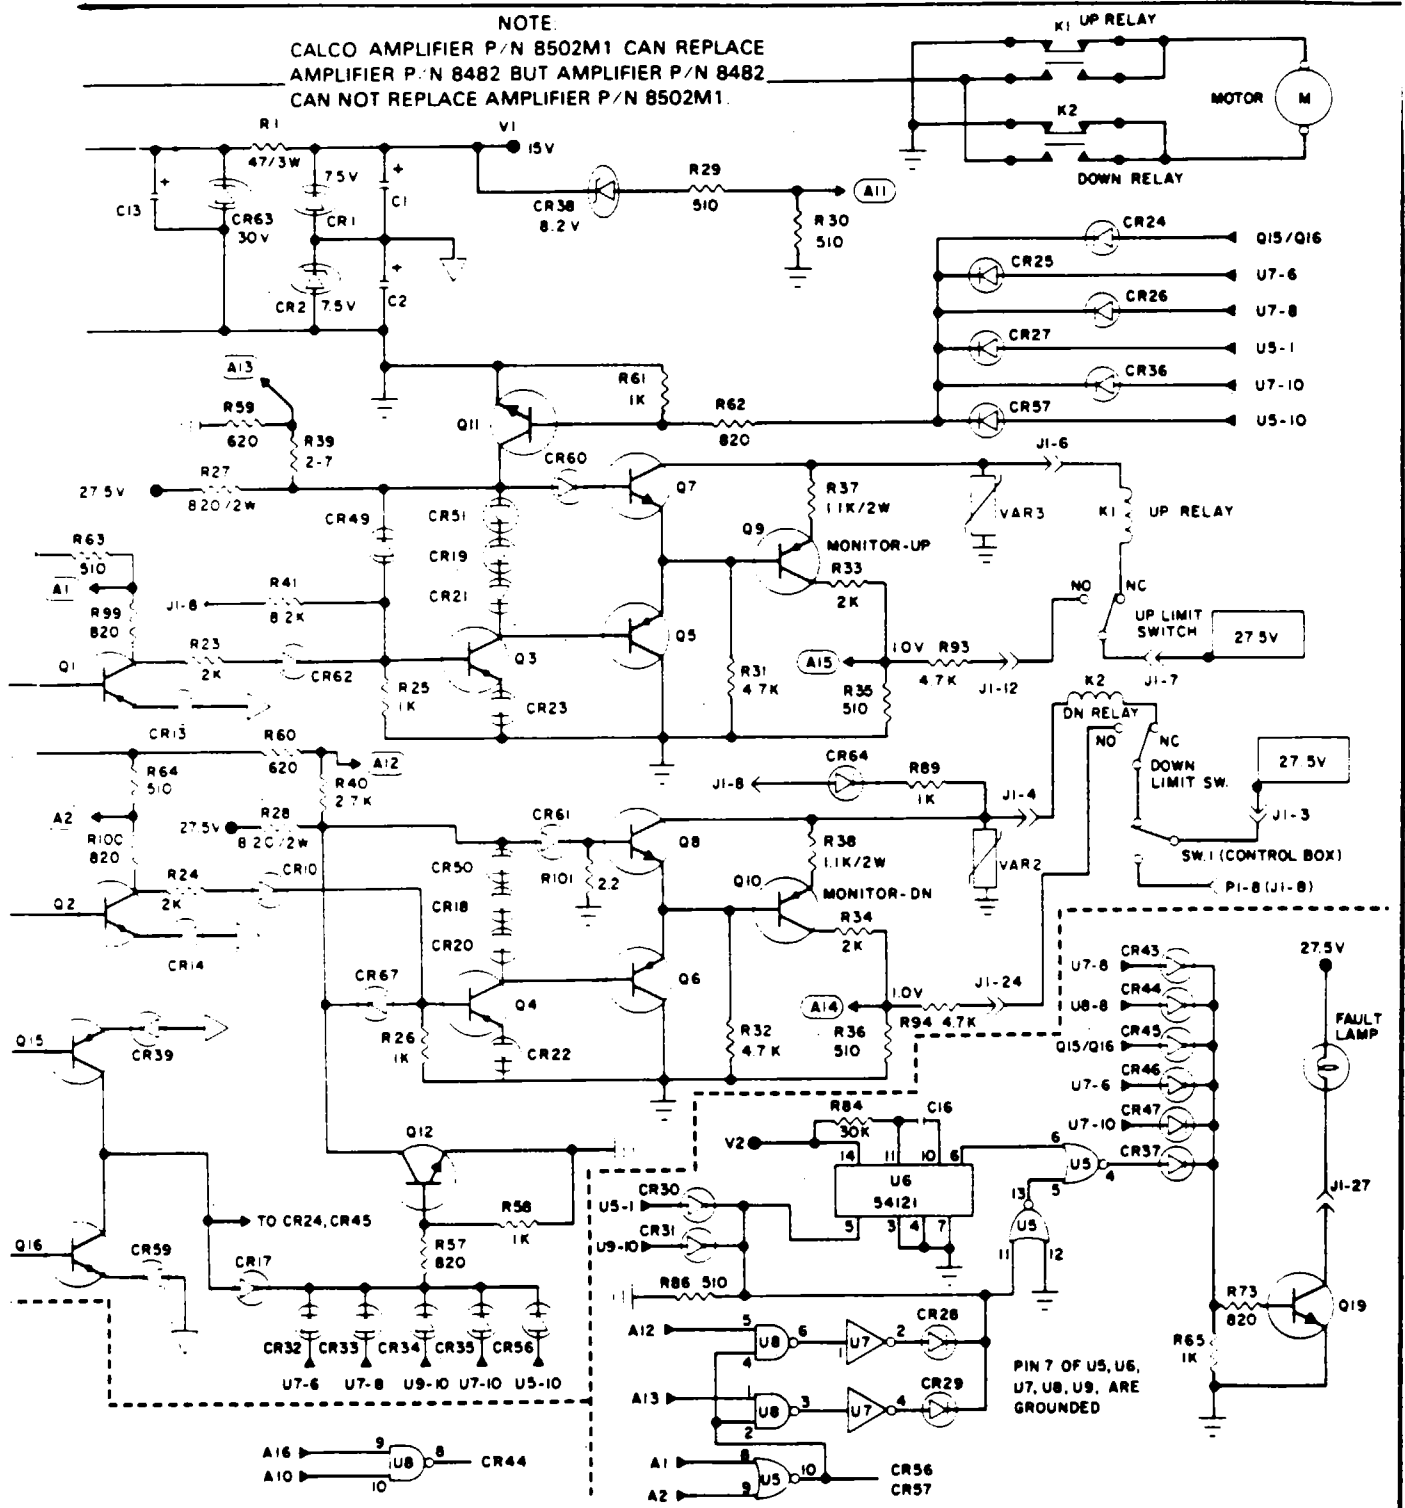 NOTE.
CALCO AMPLIFIER P/N 8502M1 CAN REPLACE
AMPLIFIER P/N 8482 BUT AMPLIFIER P/N 8482
CAN NOT REPLACE AMPLIFIER P/N 8502M1.
K1 UP RELAY
MOTOR
M
K2
DOWN RELAY
R1
47/3W
V1
15V
C13
CR63
30V
75V
CR1
C1
CR2
7.5V
C2
CR38
8.2V
R29
510
R30
510
A11
CR24
Q15/Q16
CR25
U7-6
CR26
U7-8
CR27
U5-1
CR36
U7-10
CR57
U5-10
A13
R59
620
R39
2-7
Q11
R61
1K
R62
820
27.5V
R27
820/2W
CR49
CR51
CR60
Q7
R37
1.1K/2W
VAR3
J1-6
K1
UP RELAY
R63
510
A1
R99
820
J1-8
R41
8.2K
CR19
CR21
Q9
MONITOR-UP
R33
2K
NO
NC
UP LIMIT
SWITCH
27.5V
J1-7
Q1
R23
2K
CR62
R25
1K
Q3
CR23
Q5
R31
4.7K
A15
1.0V
R93
4.7K
J1-12
R35
510
CR13
K2
DN RELAY
NO
NC
DOWN
LIMIT SW.
27.5V
J1-3
R60
620
R64
510
R40
2.7K
A12
A2
R100
820
27.5V
R28
820/2W
J1-8
CR64
R89
1K
J1-4
VAR2
SW.1 (CONTROL BOX)
P1-8 (J1-8)
CR61
CR50
R101
2.2
Q8
R38
1.1K/2W
Q10
MONITOR-DN
R34
2K
Q2
R24
2K
CR10
CR14
CR18
CR20
CR67
Q4
Q6
R26
1K
CR22
R32
4.7K
A14
1.0V
R94 4.7K
J1-24
R36
510
Q15
CR39
Q12
R58
1K
R57
820
TO CR24, CR45
Q16
CR59
CR17
CR32
CR33
CR34
CR35
CR56
U7-6
U7-8
U9-10
U7-10
U5-10
U7-8
CR43
U8-8
CR44
Q15/Q16
CR45
U7-6
CR46
U7-10
CR47
CR37
27.5V
FAULT
LAMP
J1-27
V2
R84
30K
C16
14
11
10
6
U6
54121
5
3
4
7
6
5
U5
4
13
U5
11
12
U5-1
CR30
U9-10
CR31
R86 510
A12
5
4
U8
6
1
U7
2
CR28
A13
1
2
U8
3
U7
4
CR29
A1
8
A2
9
U5
10
CR56
CR57
A16
9
A10
10
U8
8
CR44
PIN 7 OF U5, U6,
U7, U8, U9, ARE
GROUNDED
R73
820
R65
1K
Q19